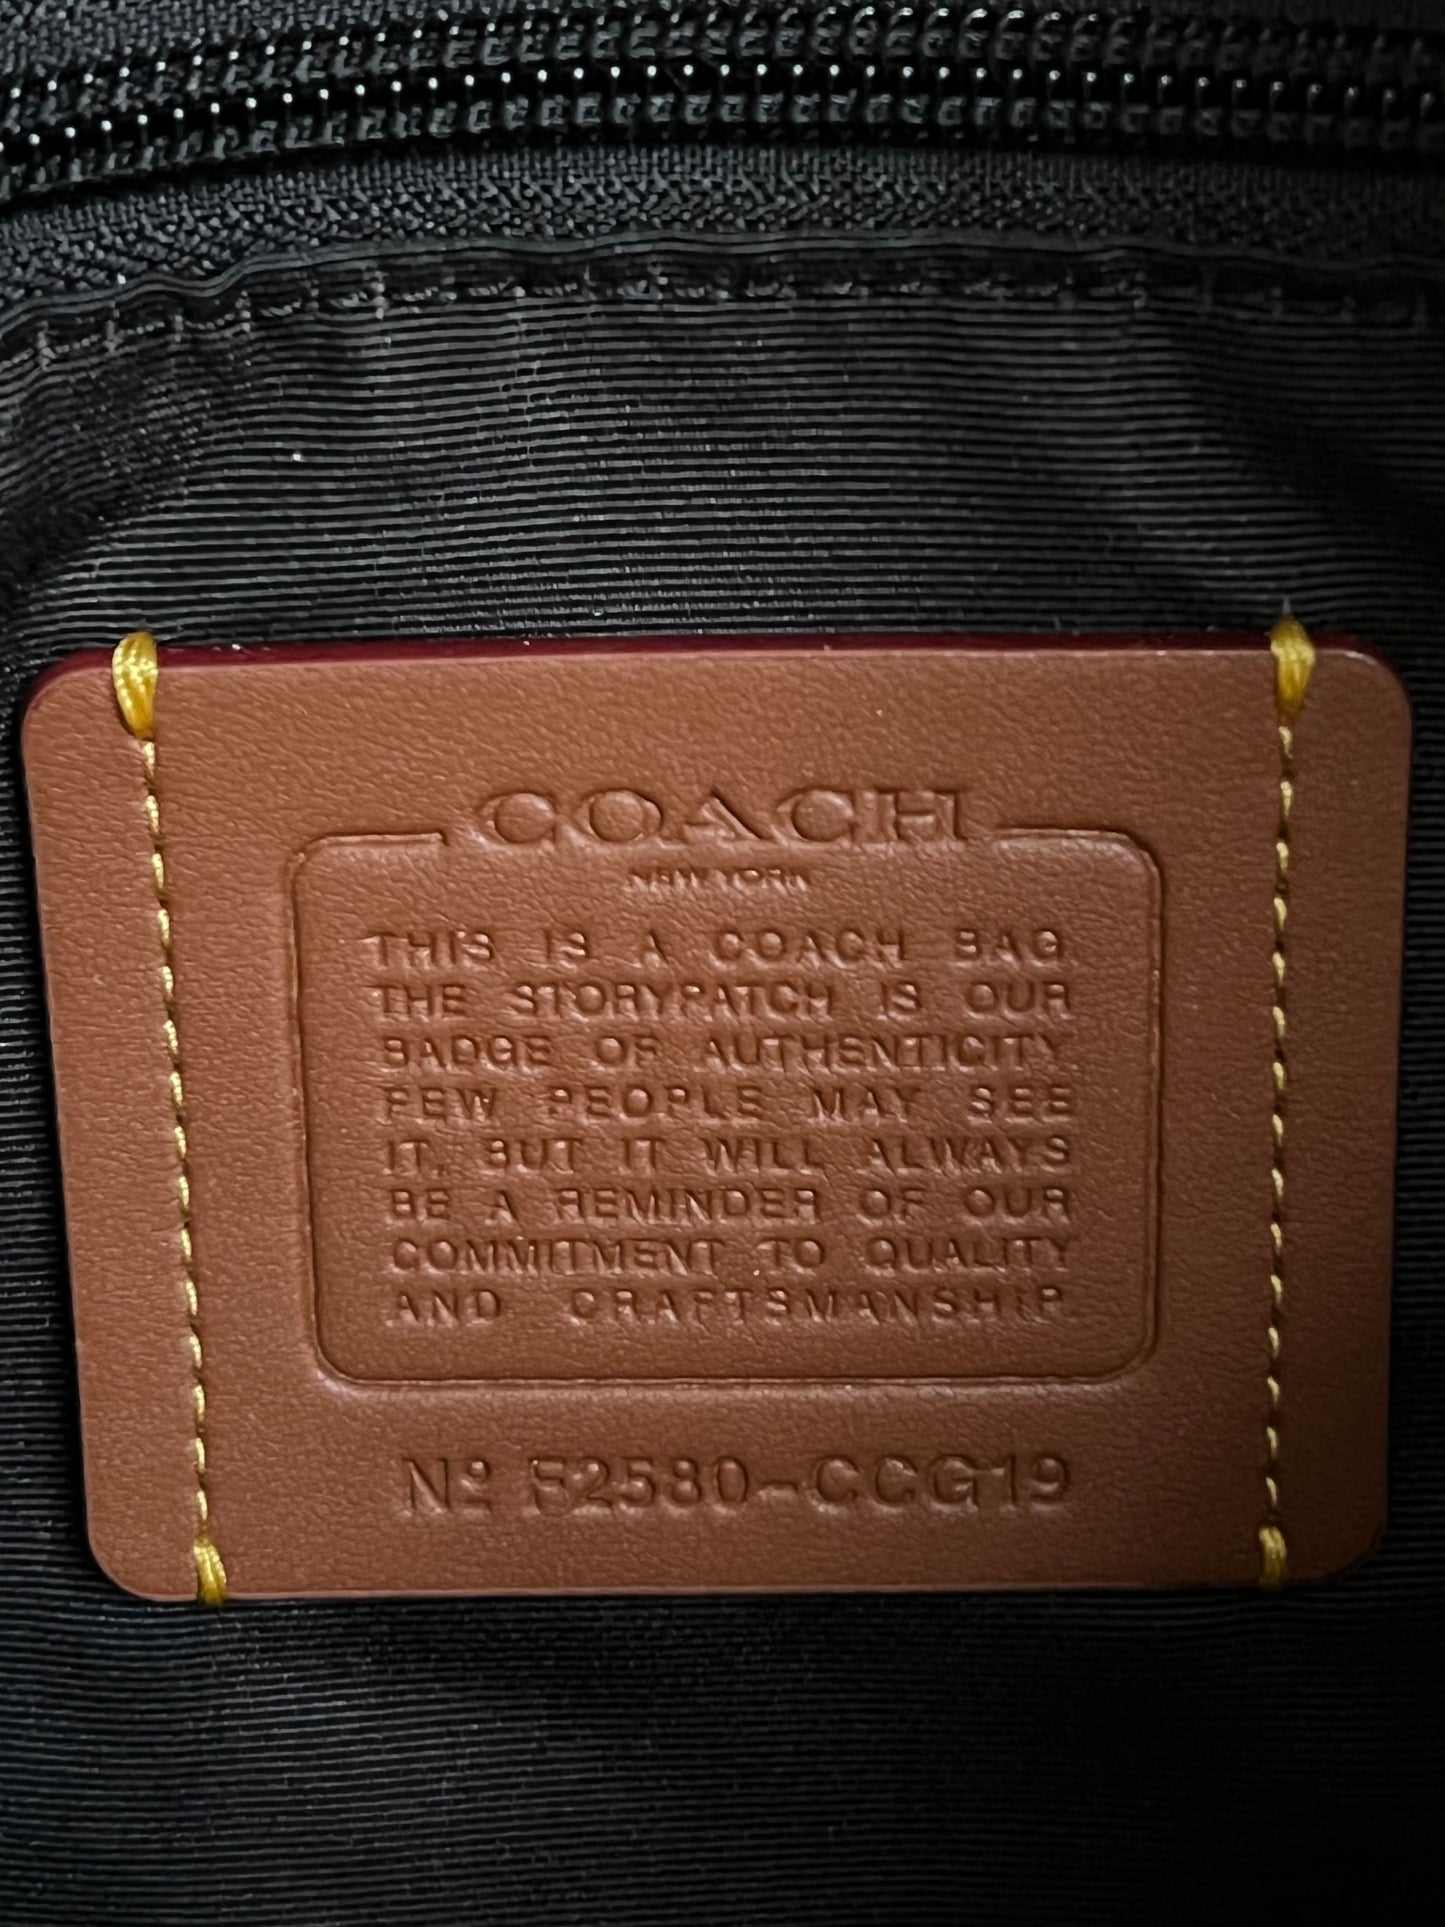 COACH
NEW YORK
THIS IS A COACH BAG.
THE STORYPATCH IS OUR
BADGE OF AUTHENTICITY.
FEW PEOPLE MAY SEE
IT, BUT IT WILL ALWAYS
BE A REMINDER OF OUR
COMMITMENT TO QUALITY
AND CRAFTSMANSHIP.
Nº F2580-CCG19